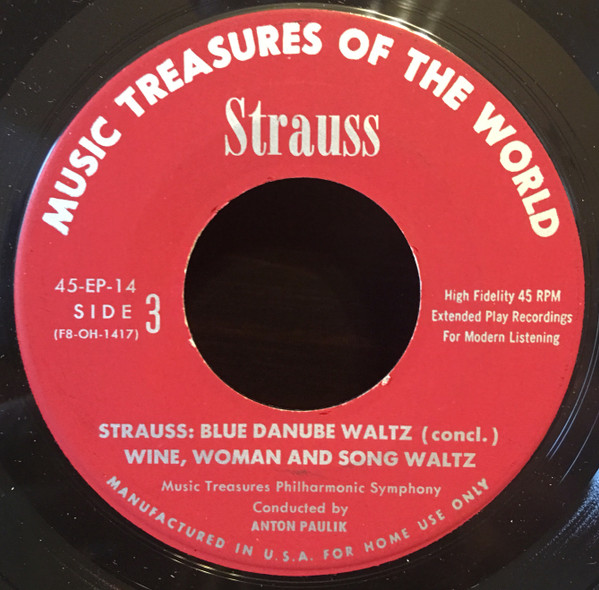 MUSIC TREASURES OF THE WORLD
Strauss
45-EP-14
SIDE 3
(F8-OH-1417)
High Fidelity 45 RPM
Extended Play Recordings
For Modern Listening
STRAUSS: BLUE DANUBE WALTZ (concl.)
WINE, WOMAN AND SONG WALTZ
Music Treasures Philharmonic Symphony
Conducted by
ANTON PAULIK
MANUFACTURED IN U.S.A. FOR HOME USE ONLY